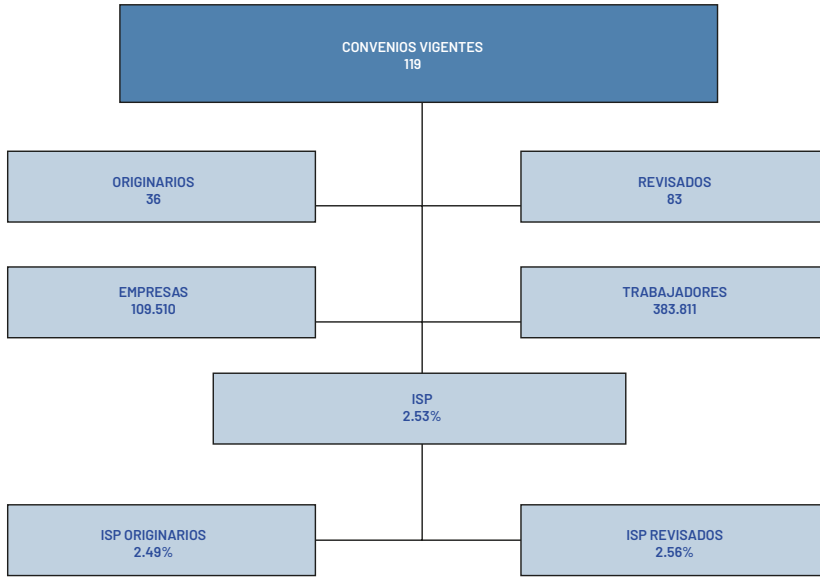 CONVENIOS VIGENTES
119
ORIGINARIOS
36
REVISADOS
83
EMPRESAS
109.510
TRABAJADORES
383.811
ISP
2.53%
ISP ORIGINARIOS
2.49%
ISP REVISADOS
2.56%